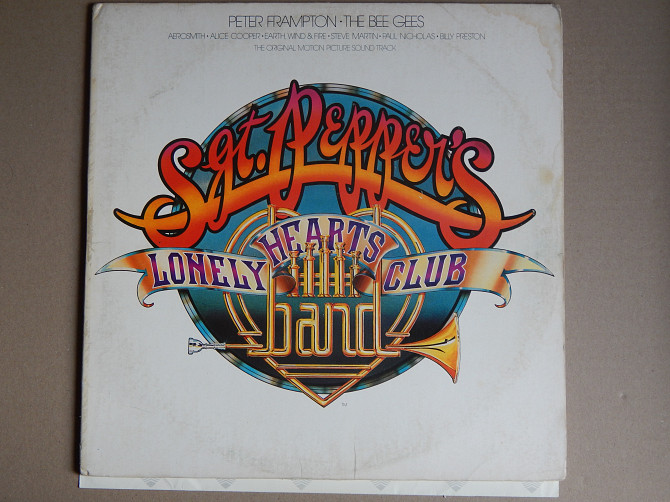 PETER FRAMPTON • THE BEE GEES
AEROSMITH • ALICE COOPER • EARTH, WIND & FIRE • STEVE MARTIN • PAUL NICHOLAS • BILLY PRESTON
THE ORIGINAL MOTION PICTURE SOUND TRACK
Sgt. Pepper's
LONELY HEARTS CLUB
band
TM